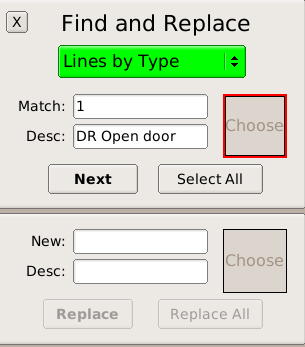 X Find and Replace
Lines by Type
Match: 1
Desc: DR Open door
Choose
Next Select All
New:
Desc:
Choose
Replace Replace All